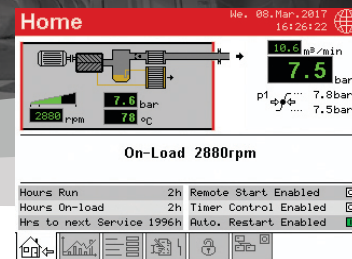 Home
We. 08.Mar.2017
16:26:22
10.6 m³/min
7.5 bar
p1 7.8bar
7.5bar
2880 rpm
7.6 bar
78 °C
On-Load 2880rpm
Hours Run 2h Remote Start Enabled
Hours On-load 2h Timer Control Enabled
Hrs to next Service 1996h Auto. Restart Enabled